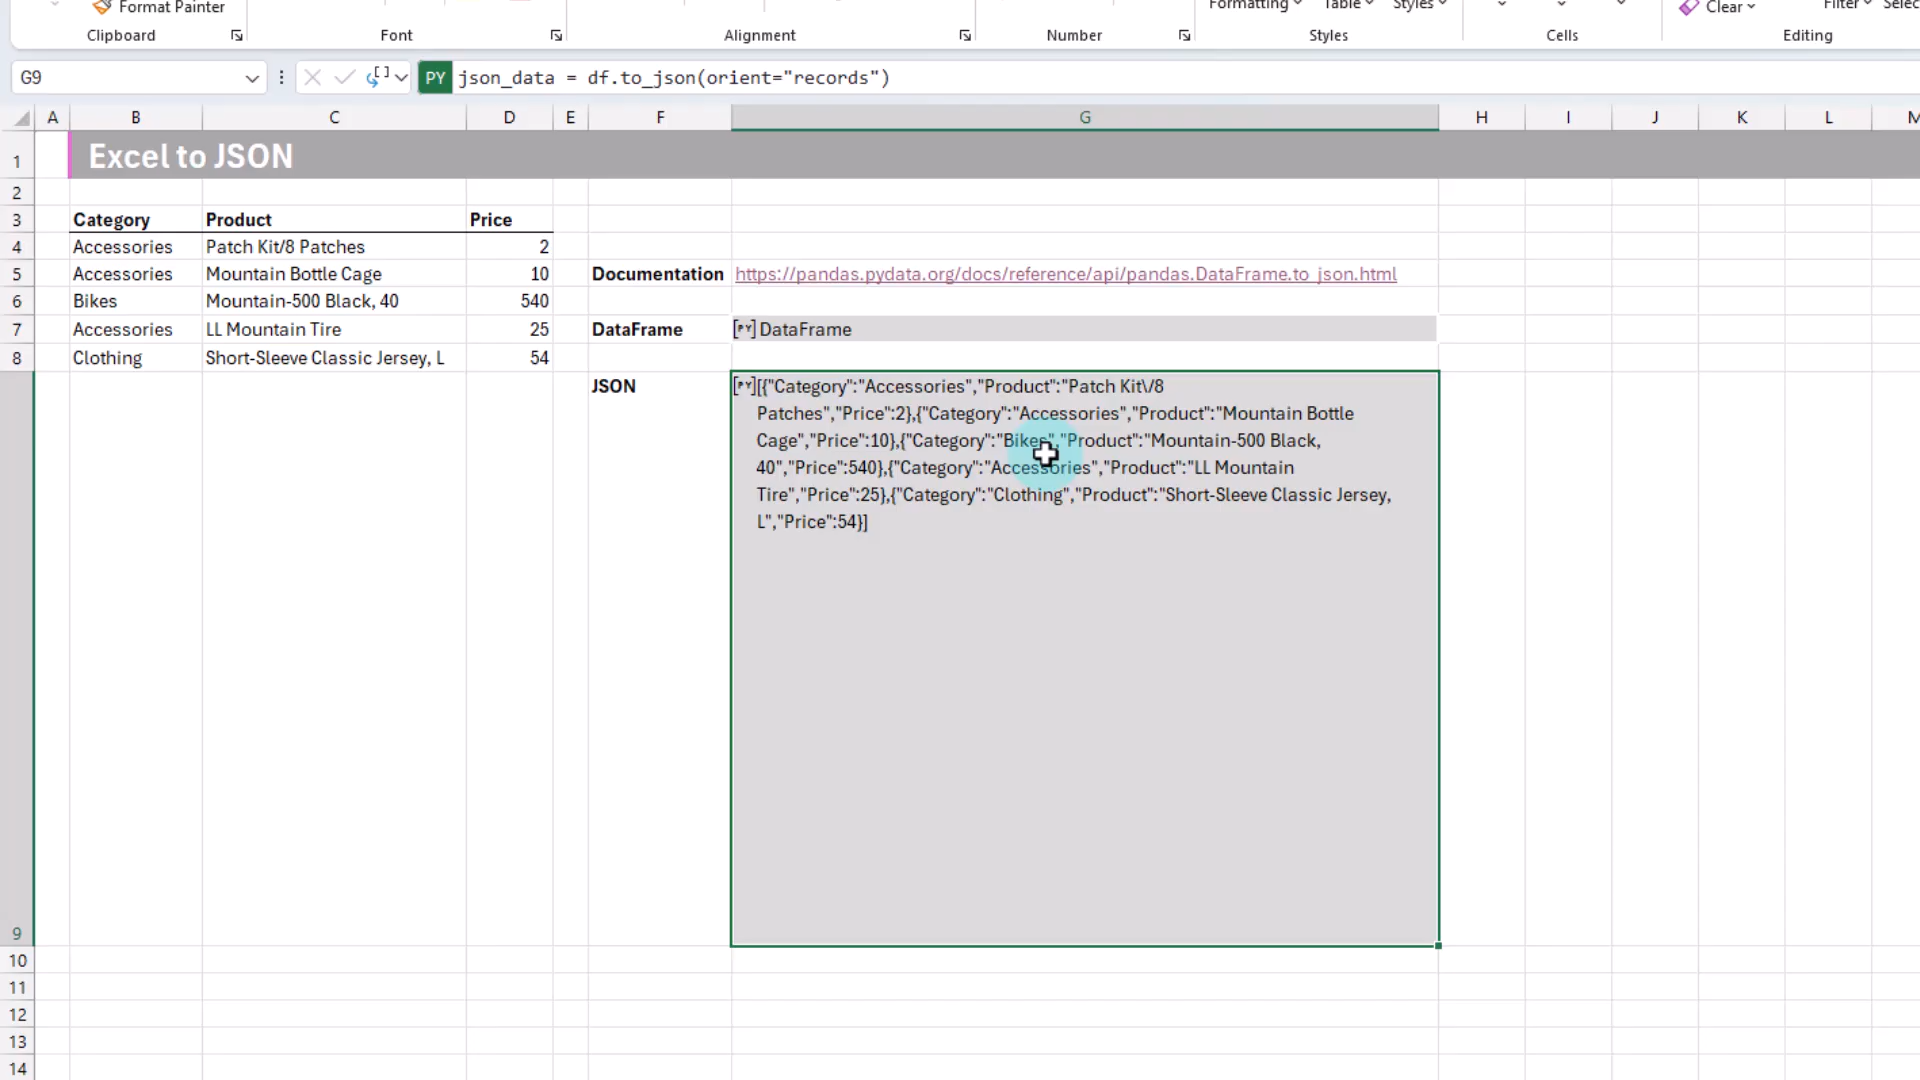 Format Painter
Formatting
Table
Styles
Clear
Filter
Selec
Clipboard
Font
Alignment
Number
Styles
Cells
Editing
G9
PY json_data = df.to_json(orient="records")
A B C D E F G H I J K L M
1 Excel to JSON
2
3 Category Product Price
4 Accessories Patch Kit/8 Patches 2
5 Accessories Mountain Bottle Cage 10 Documentation https://pandas.pydata.org/docs/reference/api/pandas.DataFrame.to_json.html
6 Bikes Mountain-500 Black, 40 540
7 Accessories LL Mountain Tire 25 DataFrame [PY] DataFrame
8 Clothing Short-Sleeve Classic Jersey, L 54
JSON [PY][{"Category":"Accessories","Product":"Patch Kit\/8
Patches","Price":2},{"Category":"Accessories","Product":"Mountain Bottle
Cage","Price":10},{"Category":"Bikes","Product":"Mountain-500 Black,
40","Price":540},{"Category":"Accessories","Product":"LL Mountain
Tire","Price":25},{"Category":"Clothing","Product":"Short-Sleeve Classic Jersey,
L","Price":54}]
9
10
11
12
13
14